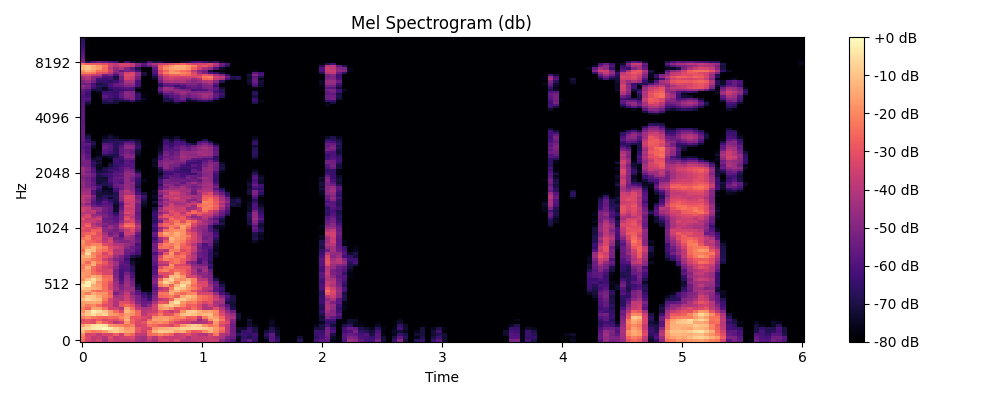 Mel Spectrogram (db)
Hz
8192
4096
2048
1024
512
0
0 1 2 3 4 5 6
Time
+0 dB
-10 dB
-20 dB
-30 dB
-40 dB
-50 dB
-60 dB
-70 dB
-80 dB